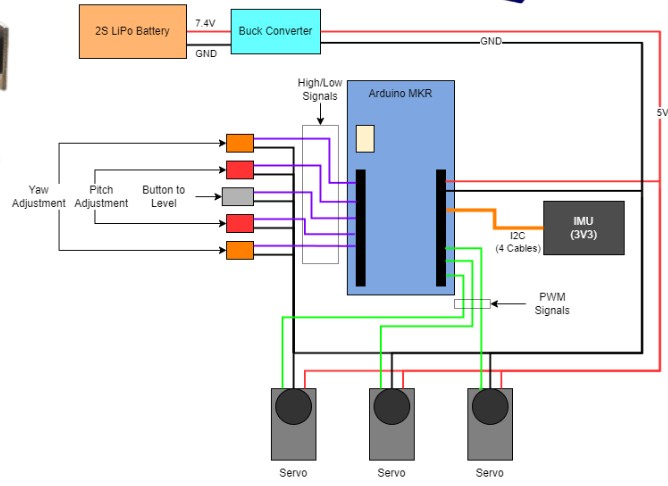 2S LiPo Battery
7.4V
GND
Buck Converter
GND
5V
High/Low
Signals
Arduino MKR
Yaw
Adjustment
Pitch
Adjustment
Button to
Level
I2C
(4 Cables)
IMU
(3V3)
PWM
Signals
Servo
Servo
Servo